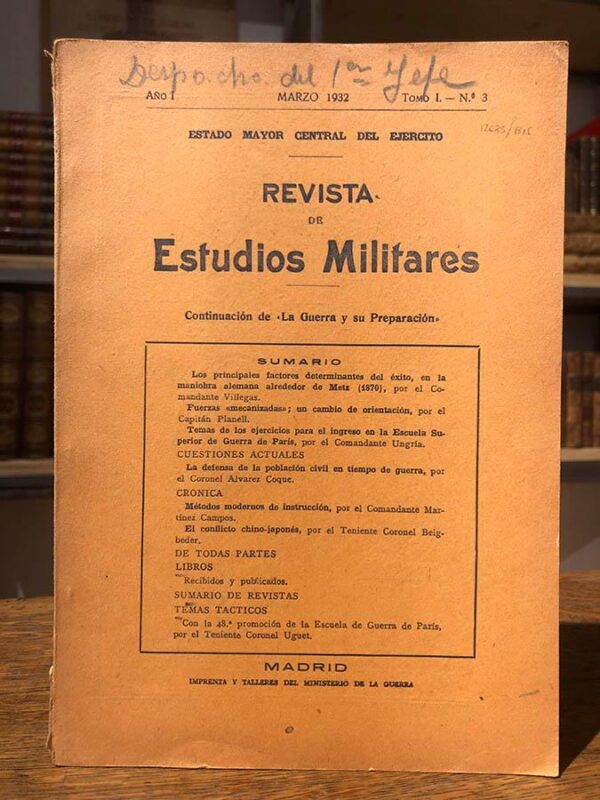 Despacho del 1er Jefe
AÑO I MARZO 1932 TOMO I. — N.º 3
ESTADO MAYOR CENTRAL DEL EJERCITO
REVISTA
DE
Estudios Militares
Continuación de «La Guerra y su Preparación»
SUMARIO
Los principales factores determinantes del éxito, en la
maniobra alemana alrededor de Metz (1870), por el Co-
mandante Villegas.
Fuerzas «mecanizadas»; un cambio de orientación, por el
Capitán Planell.
Temas de los ejercicios para el ingreso en la Escuela Su-
perior de Guerra de París, por el Comandante Ungría.
CUESTIONES ACTUALES
La defensa de la población civil en tiempo de guerra, por
el Coronel Alvarez Coque.
CRONICA
Métodos modernos de instrucción, por el Comandante Mar-
tínez Campos.
El conflicto chino-japonés, por el Teniente Coronel Beig-
beder.
DE TODAS PARTES
LIBROS
Recibidos y publicados.
SUMARIO DE REVISTAS
TEMAS TACTICOS
Con la 48.ª promoción de la Escuela de Guerra de París,
por el Teniente Coronel Uguet.
MADRID
IMPRENTA Y TALLERES DEL MINISTERIO DE LA GUERRA